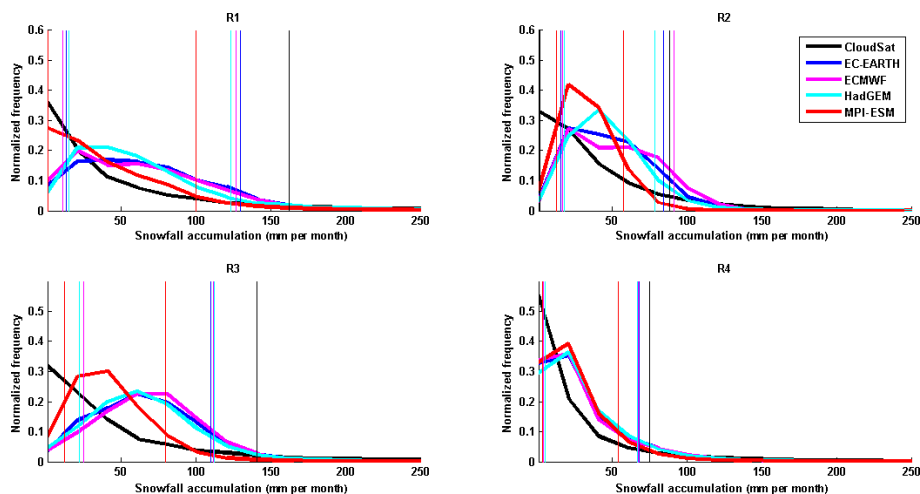 R1
0.6
0.5
0.4
0.3
0.2
0.1
0
50
100
150
200
250
Normalized frequency
Snowfall accumulation (mm per month)
R2
0.6
0.5
0.4
0.3
0.2
0.1
0
50
100
150
200
250
Normalized frequency
Snowfall accumulation (mm per month)
CloudSat
EC-EARTH
ECMWF
HadGEM
MPI-ESM
R3
0.5
0.4
0.3
0.2
0.1
0
50
100
150
200
250
Normalized frequency
Snowfall accumulation (mm per month)
R4
0.5
0.4
0.3
0.2
0.1
0
50
100
150
200
250
Normalized frequency
Snowfall accumulation (mm per month)